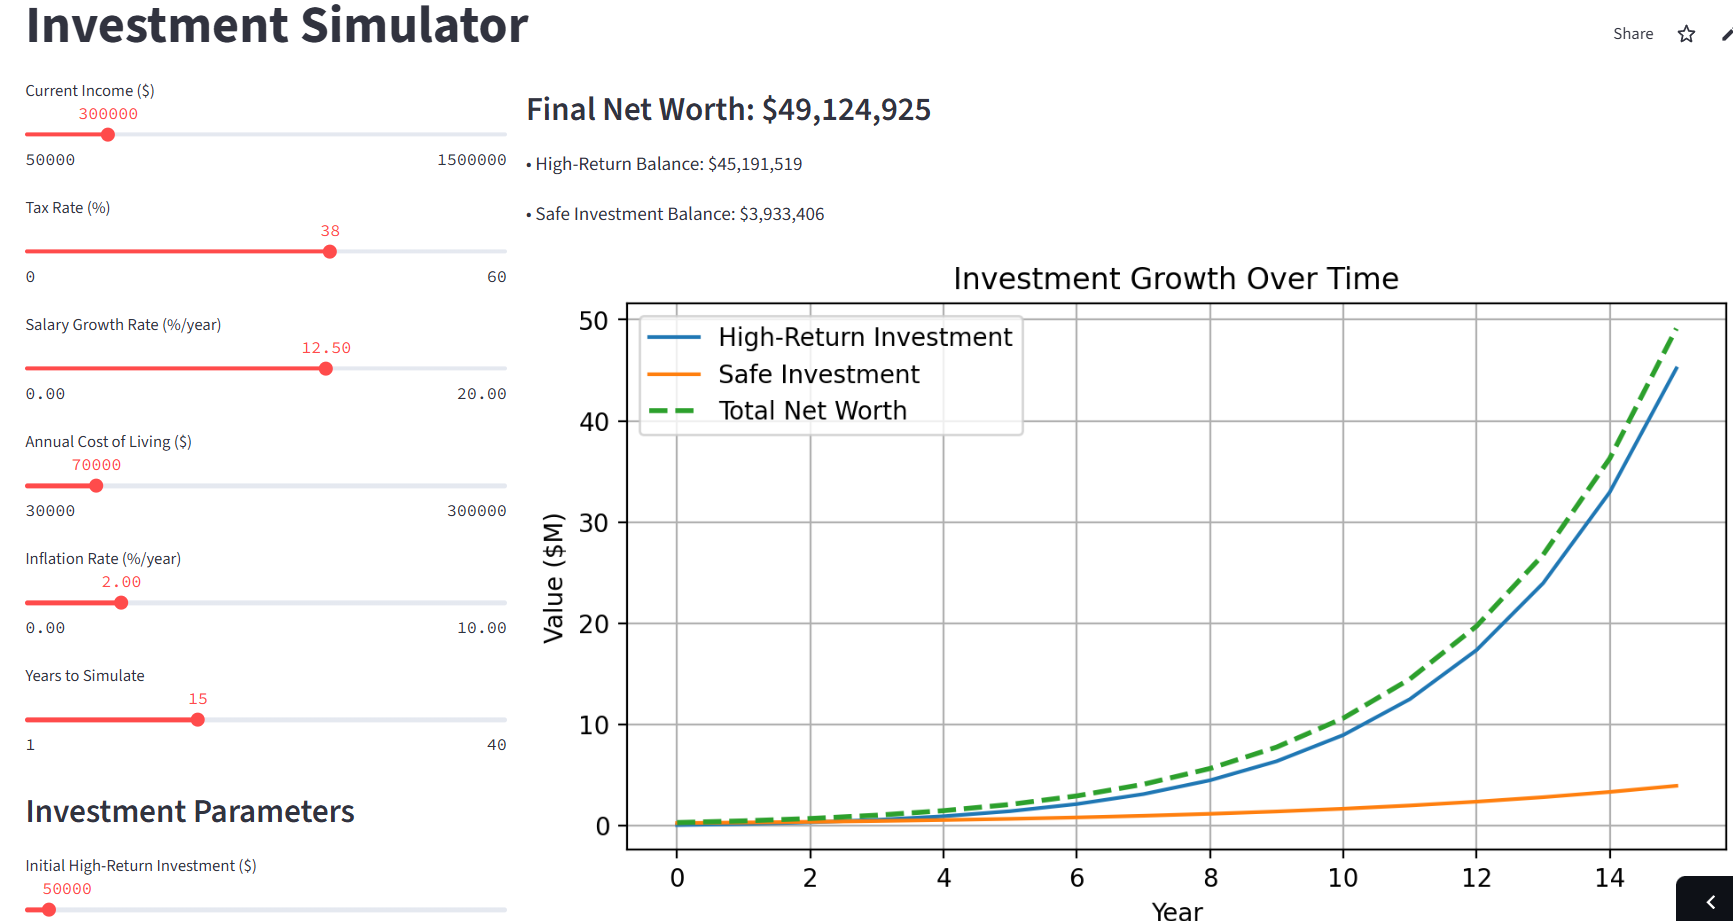 Investment Simulator
Share
Current Income ($)
300000
50000 1500000
Tax Rate (%)
38
0 60
Salary Growth Rate (%/year)
12.50
0.00 20.00
Annual Cost of Living ($)
70000
30000 300000
Inflation Rate (%/year)
2.00
0.00 10.00
Years to Simulate
15
1 40
Investment Parameters
Initial High-Return Investment ($)
50000
Final Net Worth: $49,124,925
• High-Return Balance: $45,191,519
• Safe Investment Balance: $3,933,406
Investment Growth Over Time
High-Return Investment
Safe Investment
Total Net Worth
Value ($M)
50
40
30
20
10
0
0 2 4 6 8 10 12 14
Year